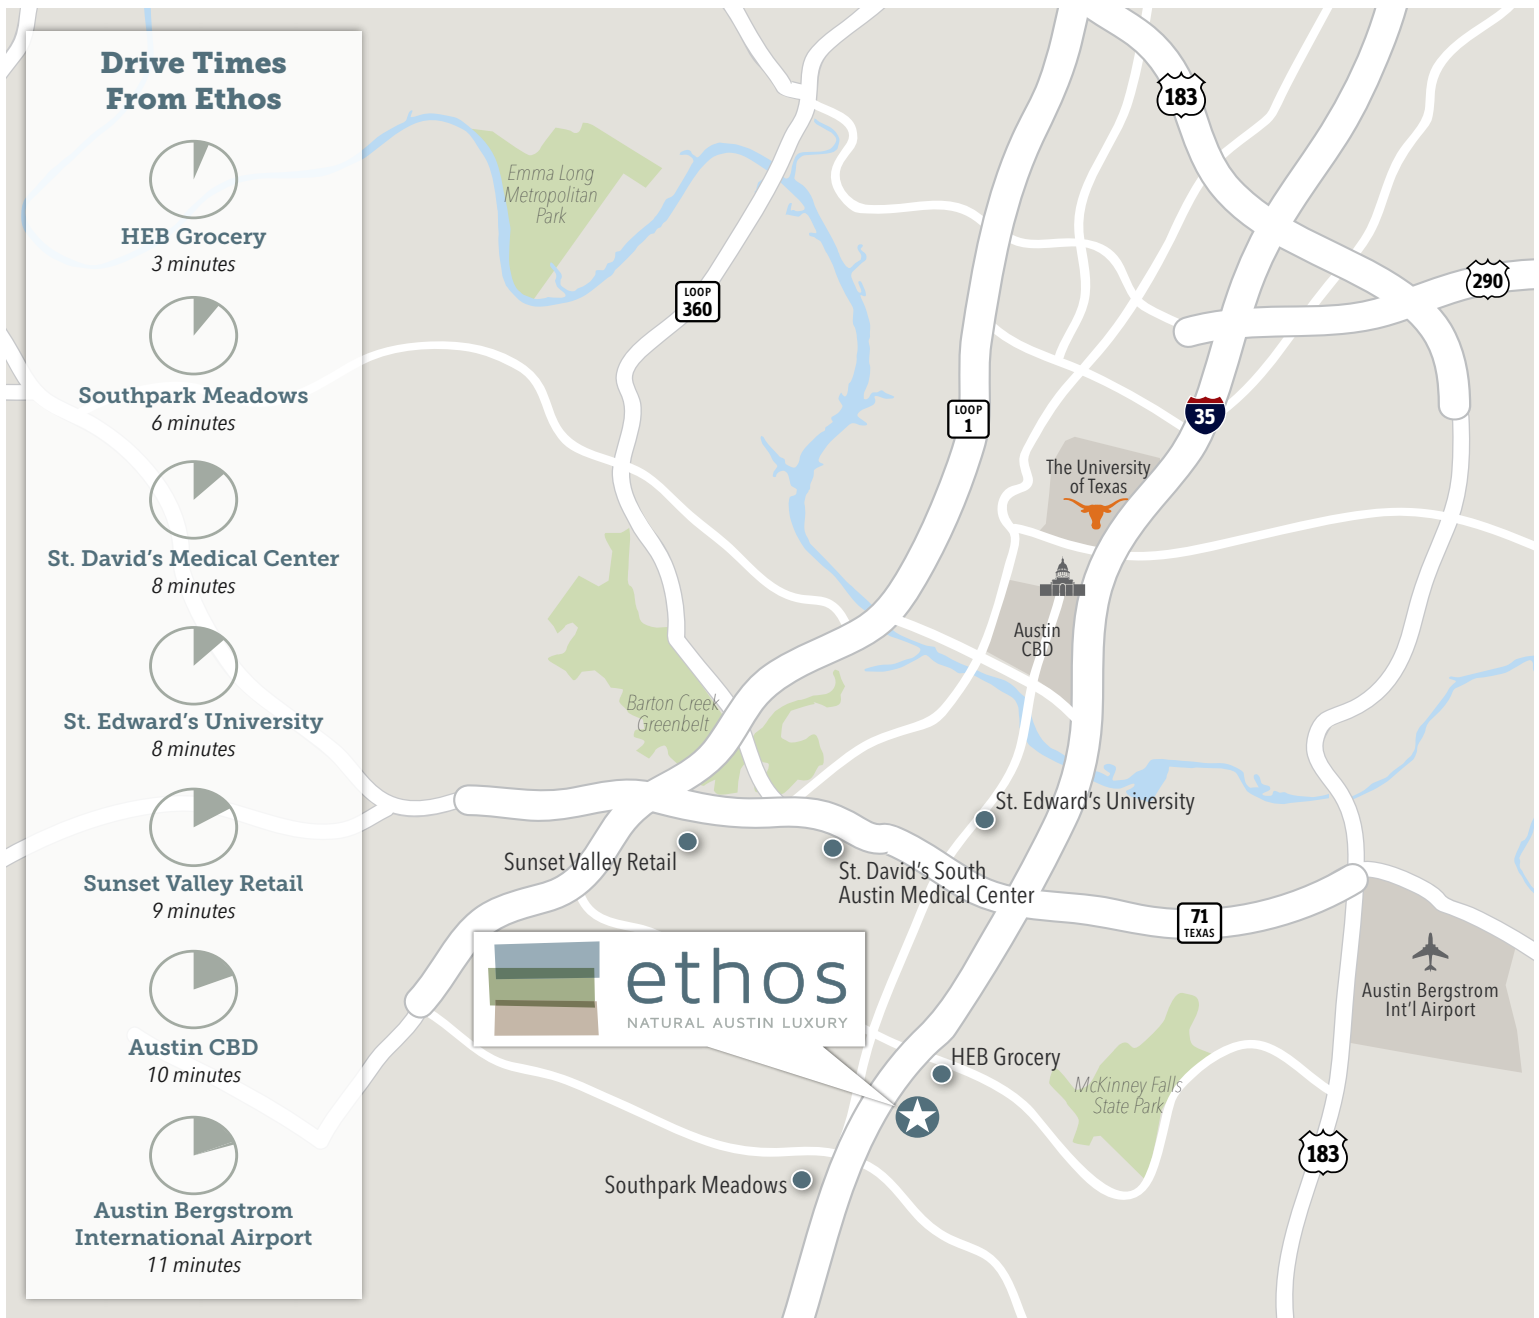 Drive Times
From Ethos
HEB Grocery
3 minutes
Southpark Meadows
6 minutes
St. David's Medical Center
8 minutes
St. Edward's University
8 minutes
Sunset Valley Retail
9 minutes
Austin CBD
10 minutes
Austin Bergstrom
International Airport
11 minutes
183
Emma Long
Metropolitan
Park
290
LOOP
360
LOOP
1
35
The University
of Texas
Austin
CBD
Barton Creek
Greenbelt
St. Edward's University
Sunset Valley Retail
St. David's South
Austin Medical Center
71
TEXAS
ethos
NATURAL AUSTIN LUXURY
Austin Bergstrom
Int'l Airport
HEB Grocery
McKinney Falls
State Park
183
Southpark Meadows